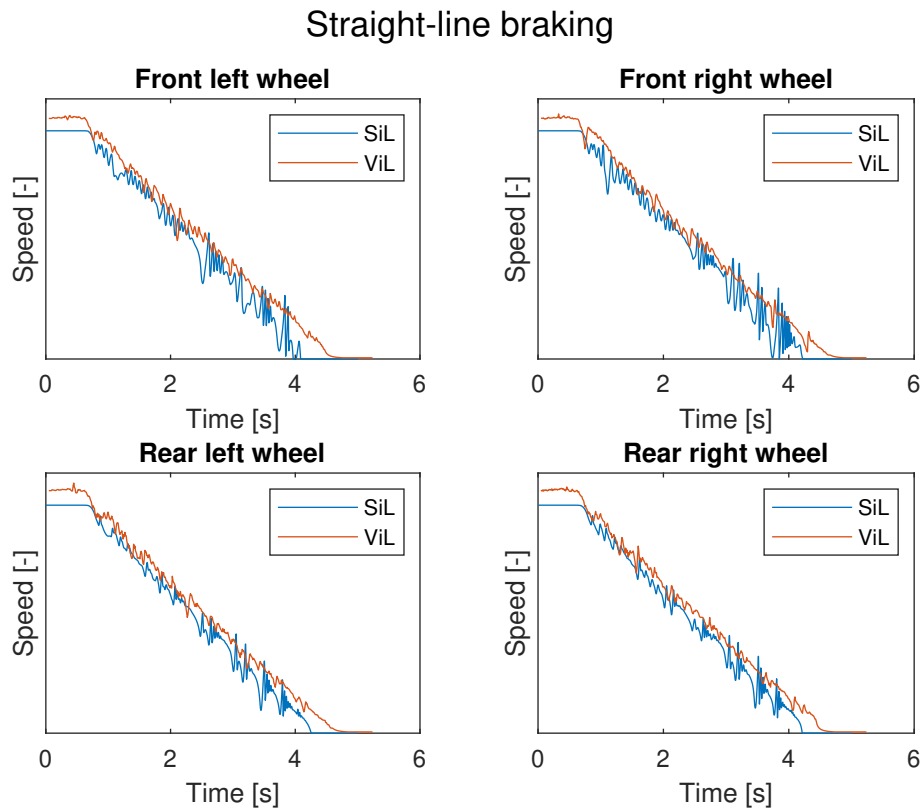 Straight-line braking
Front left wheel
Speed [-]
SiL
ViL
0 2 4 6
Time [s]
Front right wheel
Speed [-]
SiL
ViL
0 2 4 6
Time [s]
Rear left wheel
Speed [-]
SiL
ViL
0 2 4 6
Time [s]
Rear right wheel
Speed [-]
SiL
ViL
0 2 4 6
Time [s]